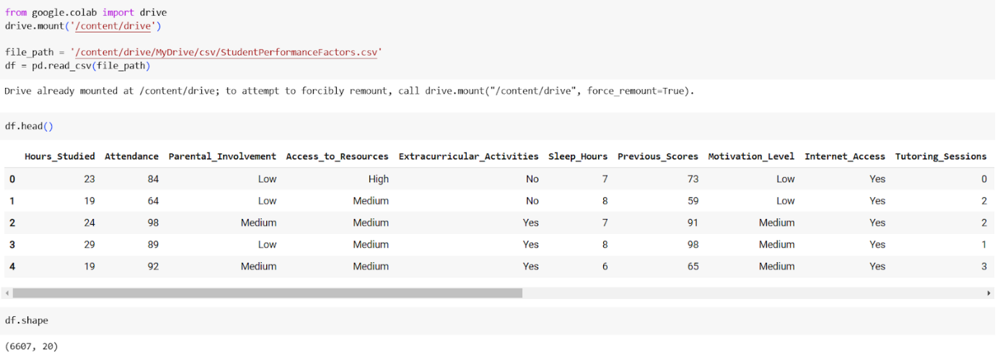 from google.colab import drive
drive.mount('/content/drive')
file_path = '/content/drive/MyDrive/csv/StudentPerformanceFactors.csv'
df = pd.read_csv(file_path)
Drive already mounted at /content/drive; to attempt to forcibly remount, call drive.mount("/content/drive", force_remount=True).
df.head()
Hours_Studied Attendance Parental_Involvement Access_to_Resources Extracurricular_Activities Sleep_Hours Previous_Scores Motivation_Level Internet_Access Tutoring_Sessions
0 23 84 Low High No 7 73 Low Yes 0
1 19 64 Low Medium No 8 59 Low Yes 2
2 24 98 Medium Medium Yes 7 91 Medium Yes 2
3 29 89 Low Medium Yes 8 98 Medium Yes 1
4 19 92 Medium Medium Yes 6 65 Medium Yes 3
df.shape
(6607, 20)